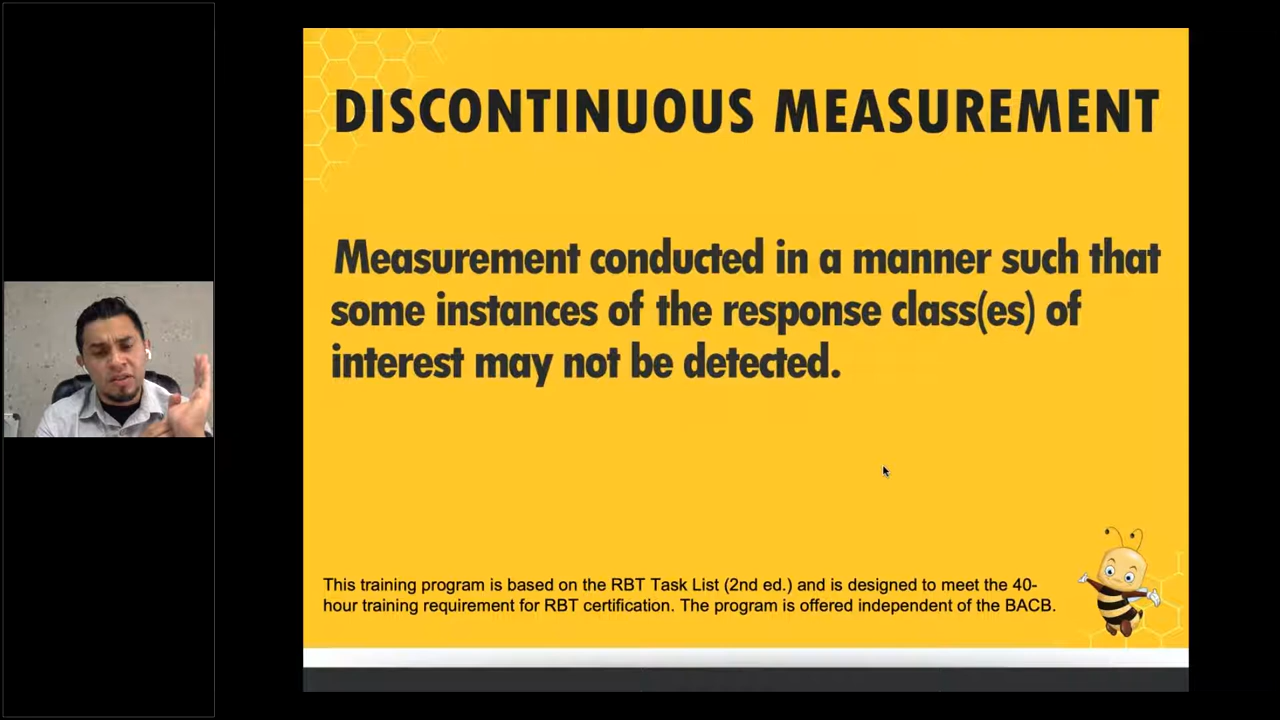 DISCONTINUOUS MEASUREMENT
Measurement conducted in a manner such that
some instances of the response class(es) of
interest may not be detected.
This training program is based on the RBT Task List (2nd ed.) and is designed to meet the 40-
hour training requirement for RBT certification. The program is offered independent of the BACB.